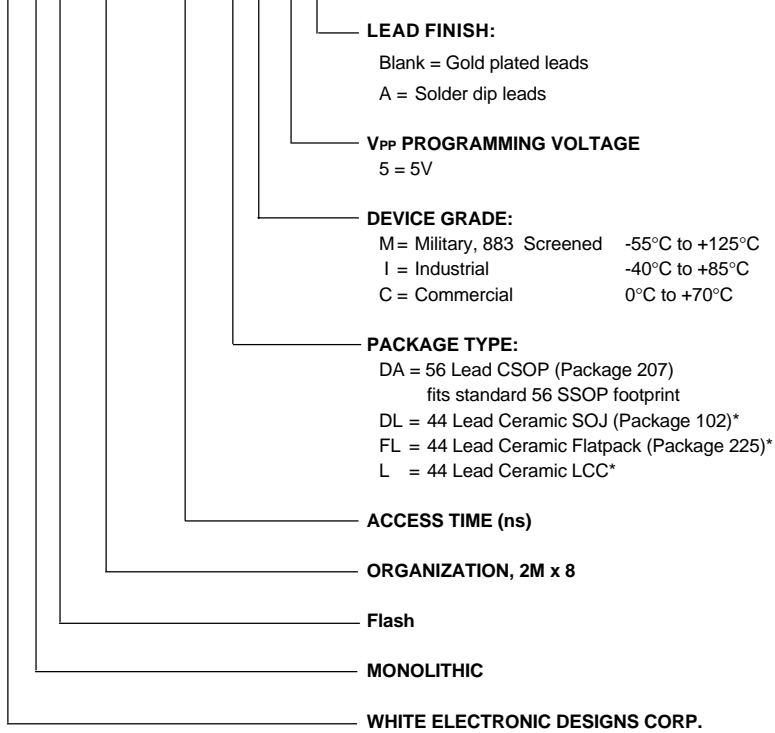 LEAD FINISH:
Blank = Gold plated leads
A = Solder dip leads
VPP PROGRAMMING VOLTAGE
5 = 5V
DEVICE GRADE:
M = Military, 883 Screened -55°C to +125°C
I = Industrial -40°C to +85°C
C = Commercial 0°C to +70°C
PACKAGE TYPE:
DA = 56 Lead CSOP (Package 207)
fits standard 56 SSOP footprint
DL = 44 Lead Ceramic SOJ (Package 102)*
FL = 44 Lead Ceramic Flatpack (Package 225)*
L = 44 Lead Ceramic LCC*
ACCESS TIME (ns)
ORGANIZATION, 2M x 8
Flash
MONOLITHIC
WHITE ELECTRONIC DESIGNS CORP.